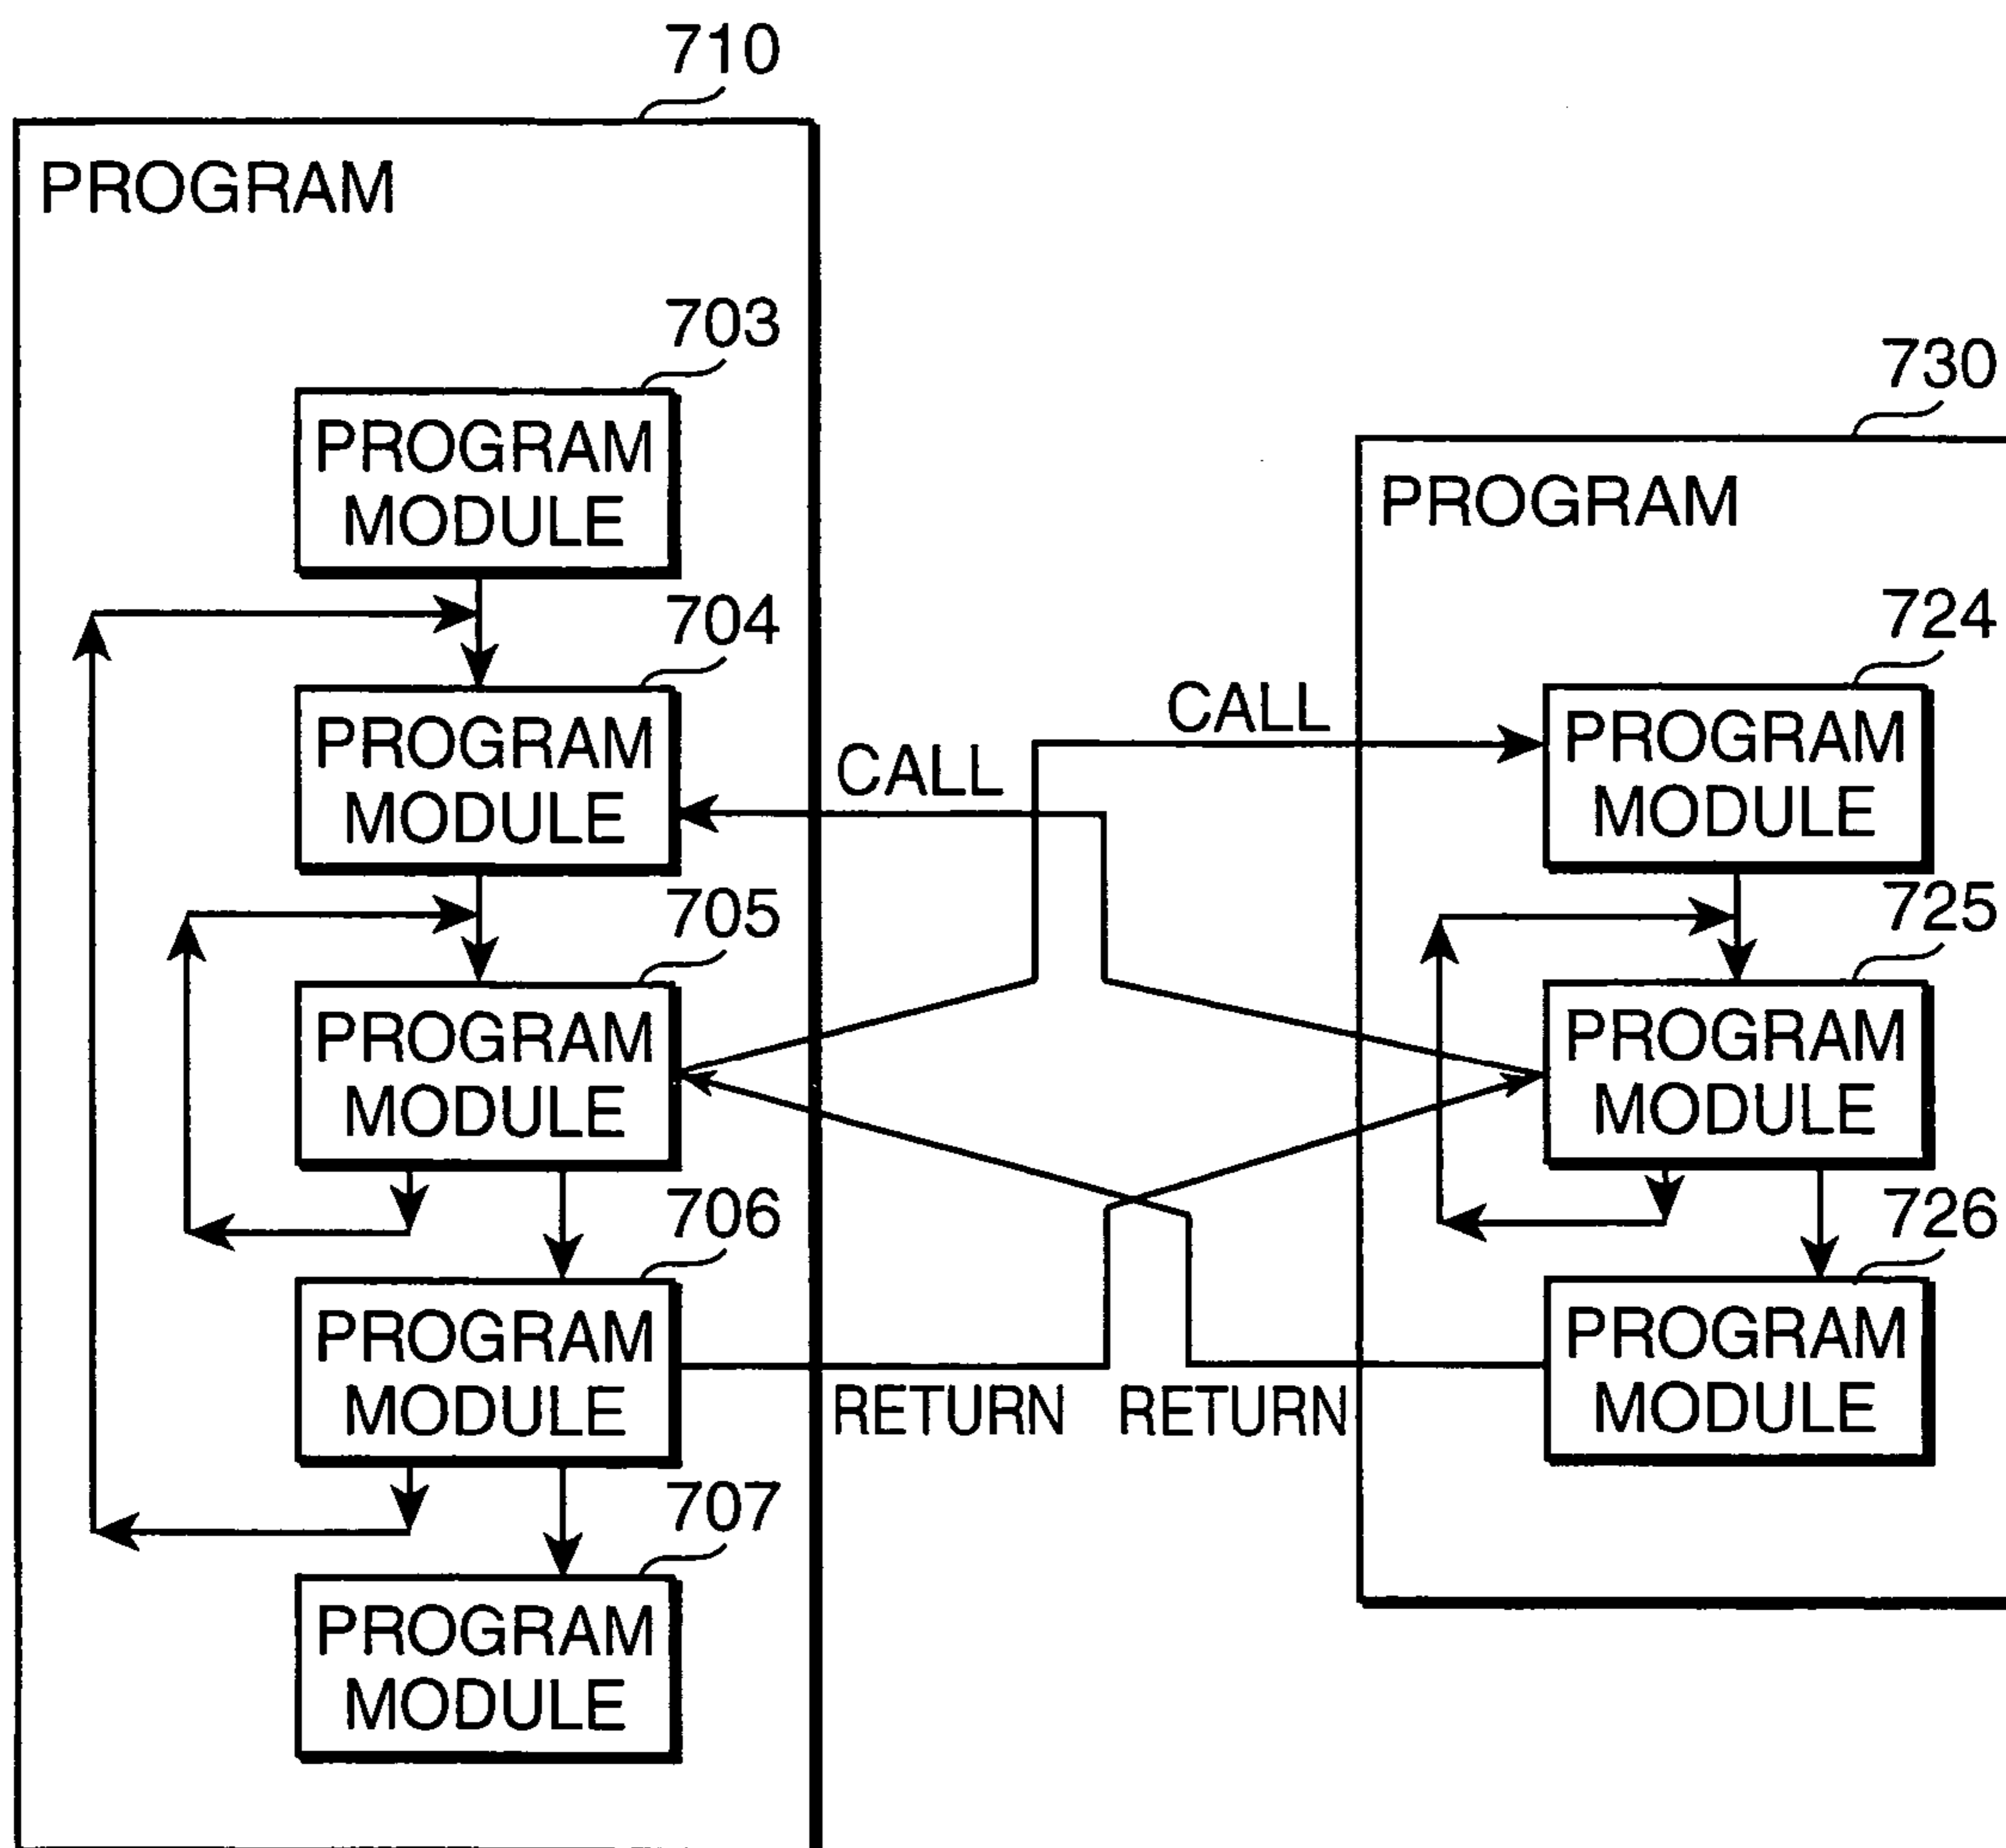 710
PROGRAM
703
PROGRAM
MODULE
704
PROGRAM
MODULE
705
PROGRAM
MODULE
706
PROGRAM
MODULE
707
PROGRAM
MODULE
CALL
CALL
RETURN
RETURN
730
PROGRAM
724
PROGRAM
MODULE
725
PROGRAM
MODULE
726
PROGRAM
MODULE